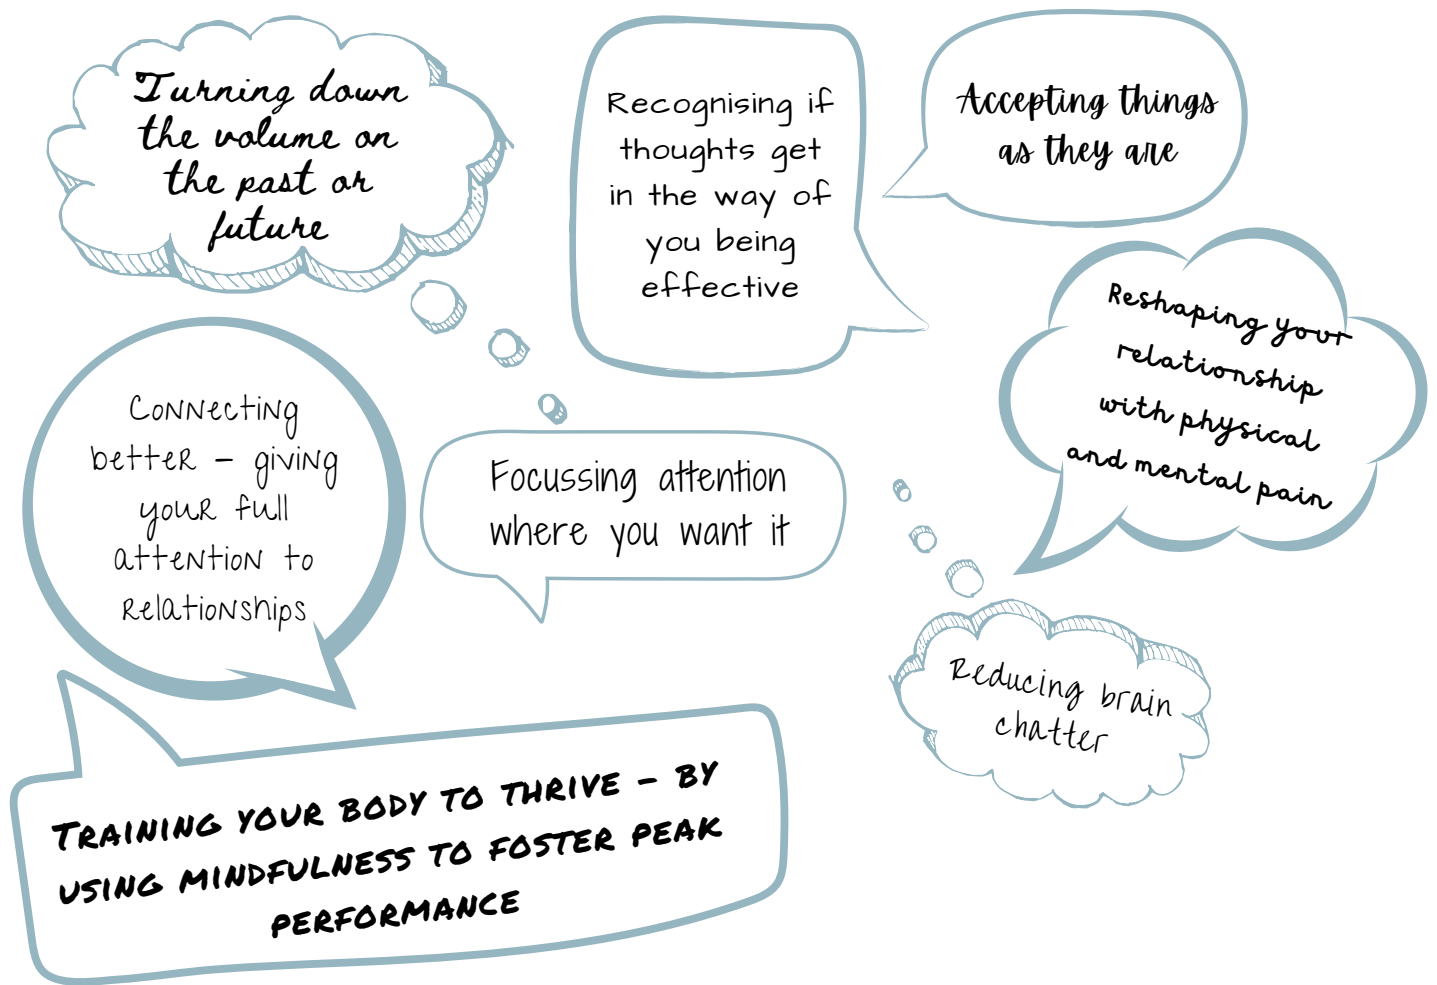 Turning down
the volume on
the past or
future
Recognising if
thoughts get
in the way of
you being
effective
Accepting things
as they are
Reshaping your
relationship
with physical
and mental pain
Connecting
better – giving
your full
attention to
relationships
Focussing attention
where you want it
Reducing brain
chatter
Training your body to thrive – by
using mindfulness to foster peak
performance